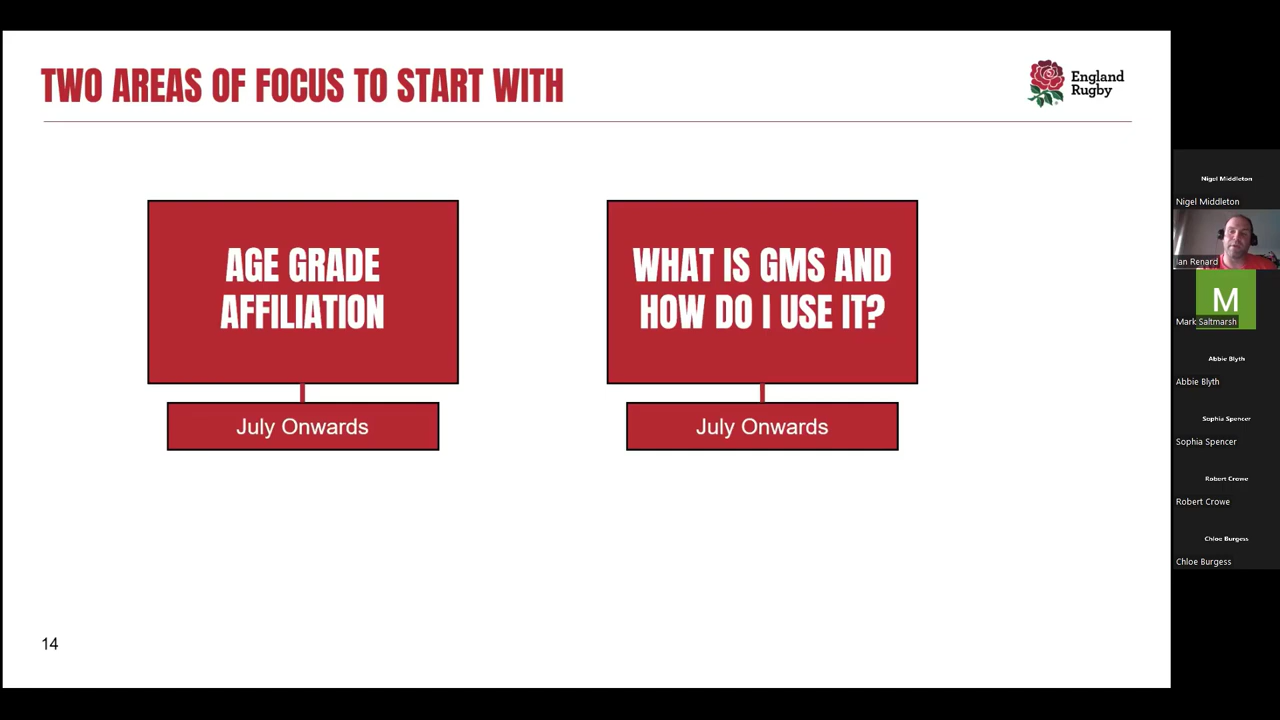 TWO AREAS OF FOCUS TO START WITH
England
Rugby
AGE GRADE
AFFILIATION
July Onwards
WHAT IS GMS AND
HOW DO I USE IT?
July Onwards
14
Nigel Middleton
Nigel Middleton
Ian Renard
M
Mark Saltmarsh
Abbie Blyth
Abbie Blyth
Sophia Spencer
Sophia Spencer
Robert Crowe
Robert Crowe
Chloe Burgess
Chloe Burgess